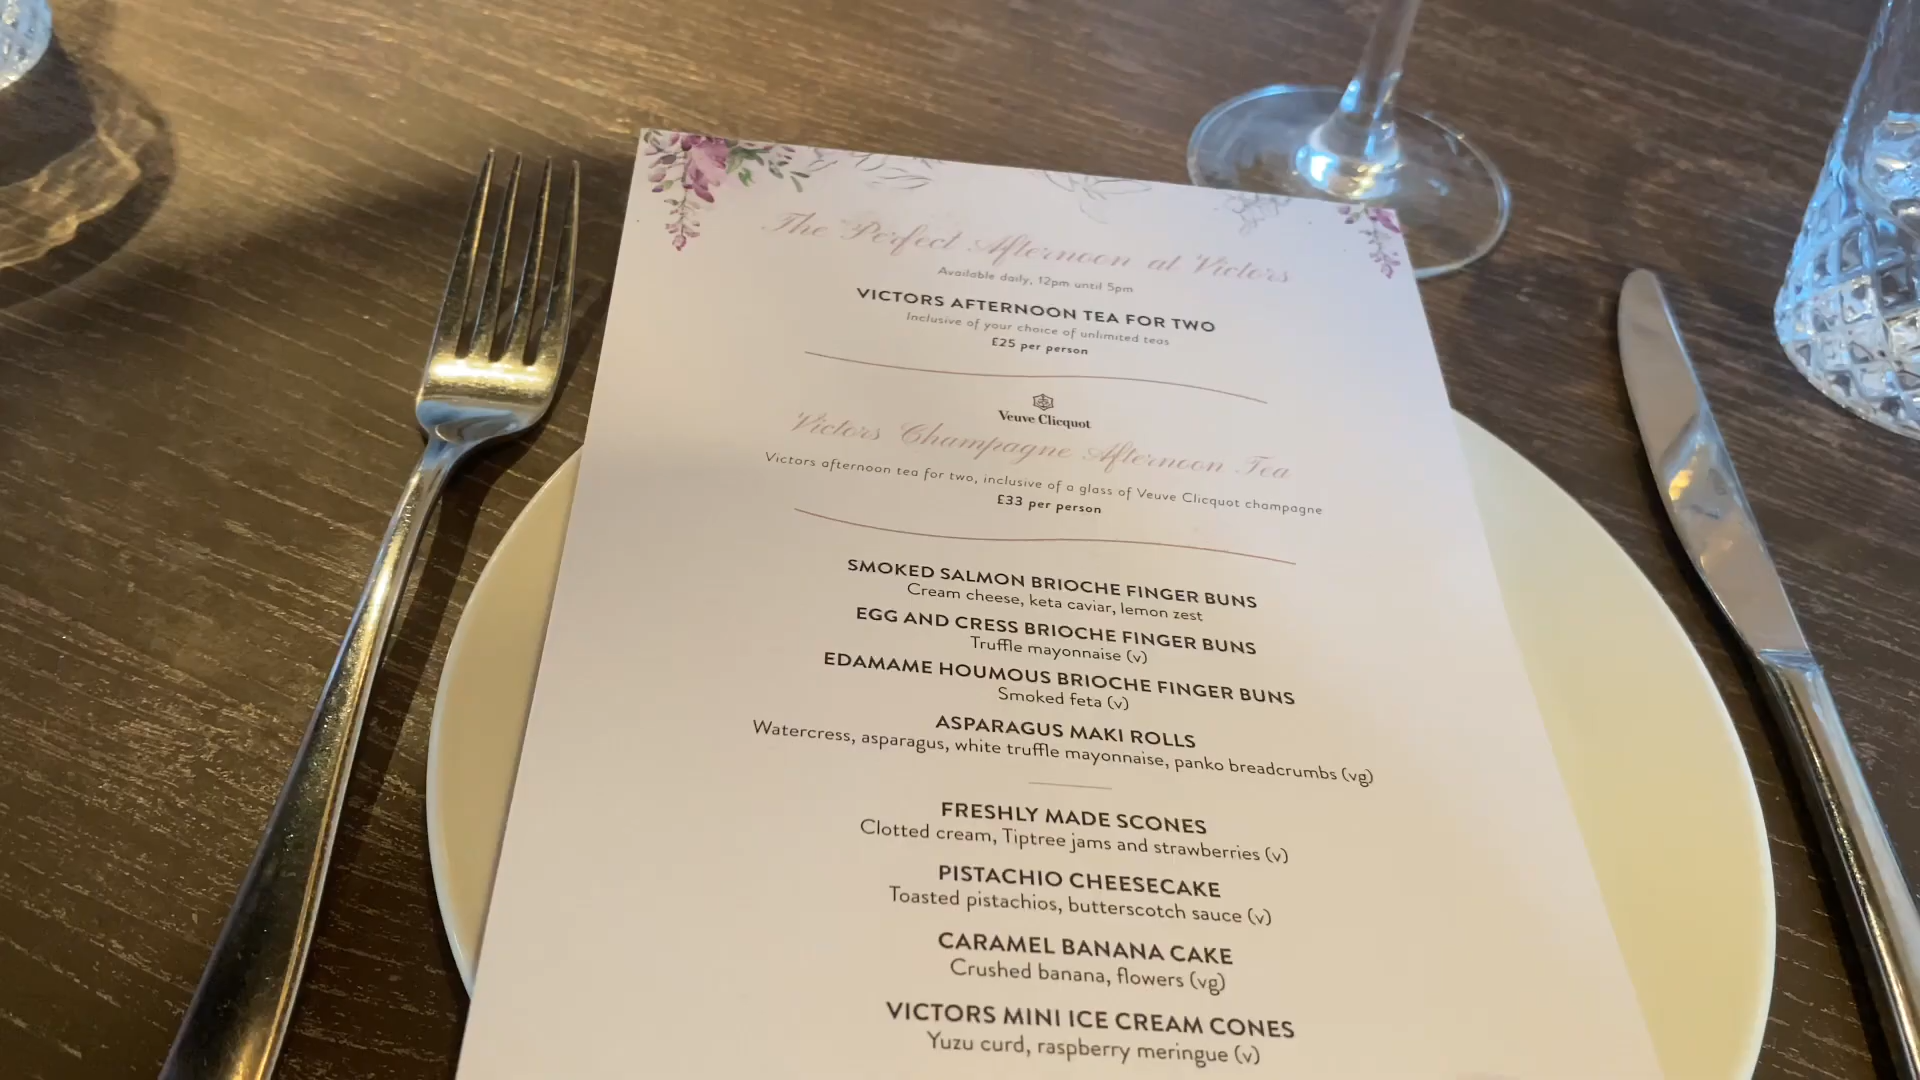 The Perfect Afternoon at Victors
Available daily, 12pm until 5pm
VICTORS AFTERNOON TEA FOR TWO
Inclusive of your choice of unlimited teas
£25 per person
Veuve Clicquot
Victors Champagne Afternoon Tea
Victors afternoon tea for two, inclusive of a glass of Veuve Clicquot champagne
£33 per person
SMOKED SALMON BRIOCHE FINGER BUNS
Cream cheese, keta caviar, lemon zest
EGG AND CRESS BRIOCHE FINGER BUNS
Truffle mayonnaise (v)
EDAMAME HOUMOUS BRIOCHE FINGER BUNS
Smoked feta (v)
ASPARAGUS MAKI ROLLS
Watercress, asparagus, white truffle mayonnaise, panko breadcrumbs (vg)
FRESHLY MADE SCONES
Clotted cream, Tiptree jams and strawberries (v)
PISTACHIO CHEESECAKE
Toasted pistachios, butterscotch sauce (v)
CARAMEL BANANA CAKE
Crushed banana, flowers (vg)
VICTORS MINI ICE CREAM CONES
Yuzu curd, raspberry meringue (v)